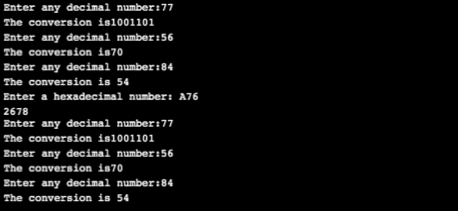 Enter any decimal number:77
The conversion is1001101
Enter any decimal number:56
The conversion is70
Enter any decimal number:84
The conversion is 54
Enter a hexadecimal number: A76
2678
Enter any decimal number:77
The conversion is1001101
Enter any decimal number:56
The conversion is70
Enter any decimal number:84
The conversion is 54